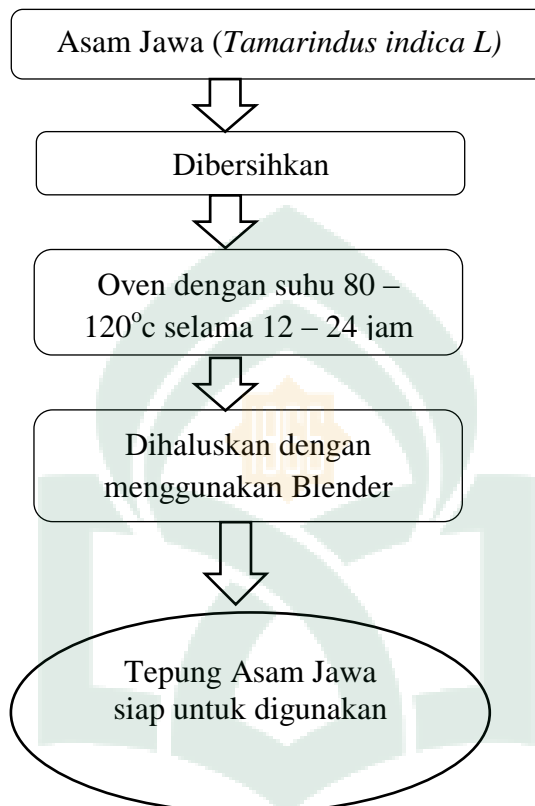 Asam Jawa (Tamarindus indica L)
Dibersihkan
Oven dengan suhu 80 –
120°c selama 12 – 24 jam
Dihaluskan dengan
menggunakan Blender
Tepung Asam Jawa
siap untuk digunakan